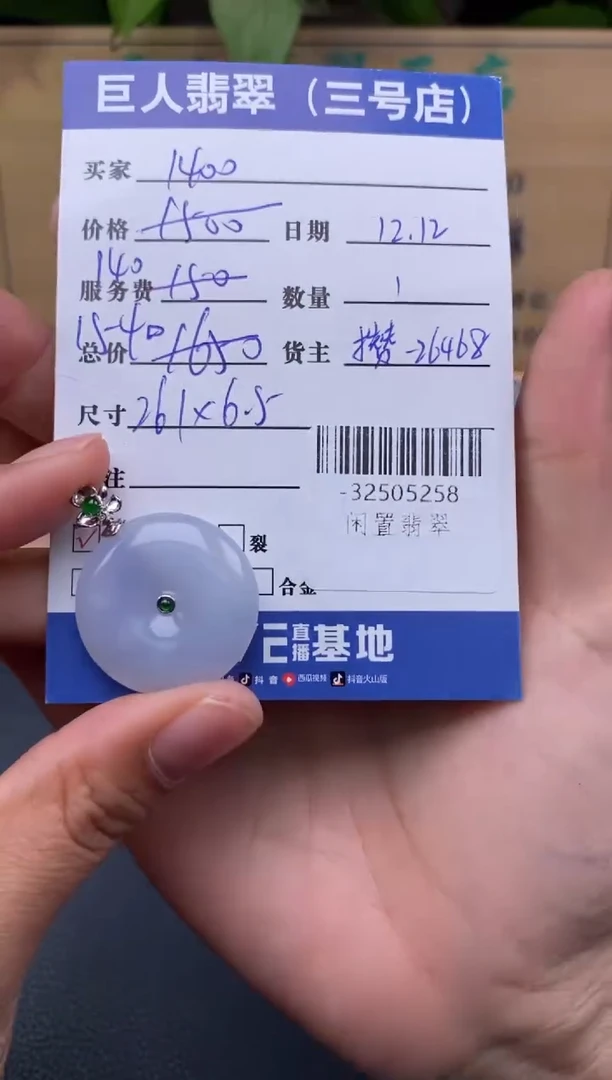 巨人翡翠（三号店）
买家 1400
价格 1500 日期 12.12
140
服务费 150 数量 1
1540
总价 1650 货主 攒-26468
尺寸 261×6.5
注
-32505258
闲置翡翠
裂
合金
直播基地
抖音 西瓜视频 抖音火山版